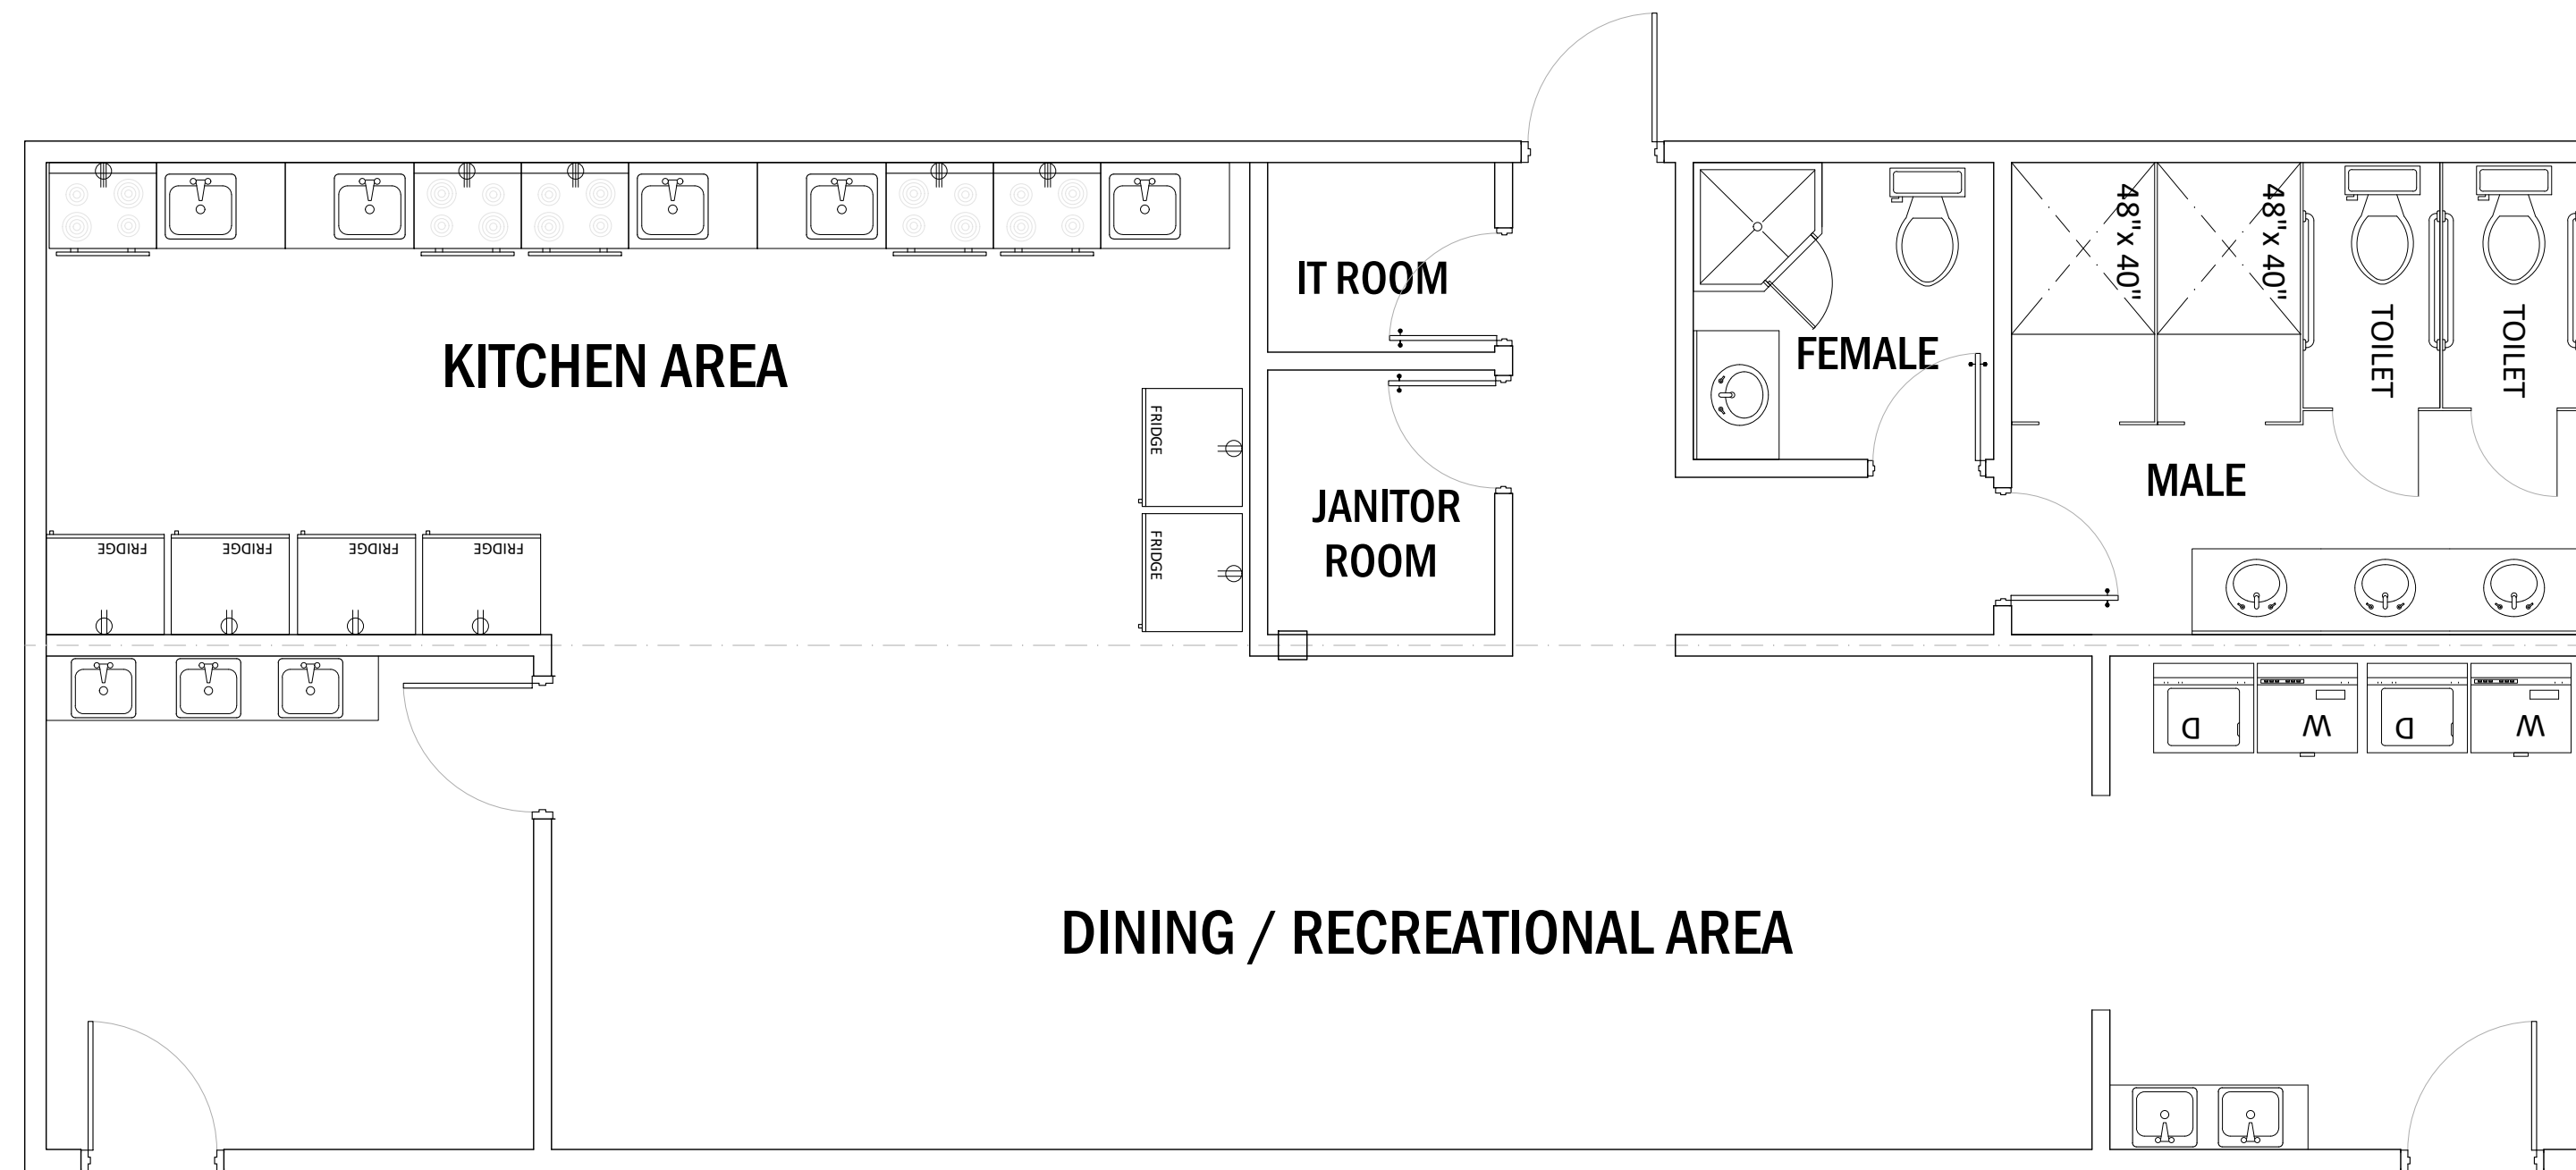 48"x 40"
48"x 40"
IT ROOM
TOILET
TOILET
FEMALE
KITCHEN AREA
FRIDGE
MALE
JANITOR
ROOM
FRIDGE
FRIDGE
FRIDGE
FRIDGE
FRIDGE
D
W
D
W
DINING / RECREATIONAL AREA